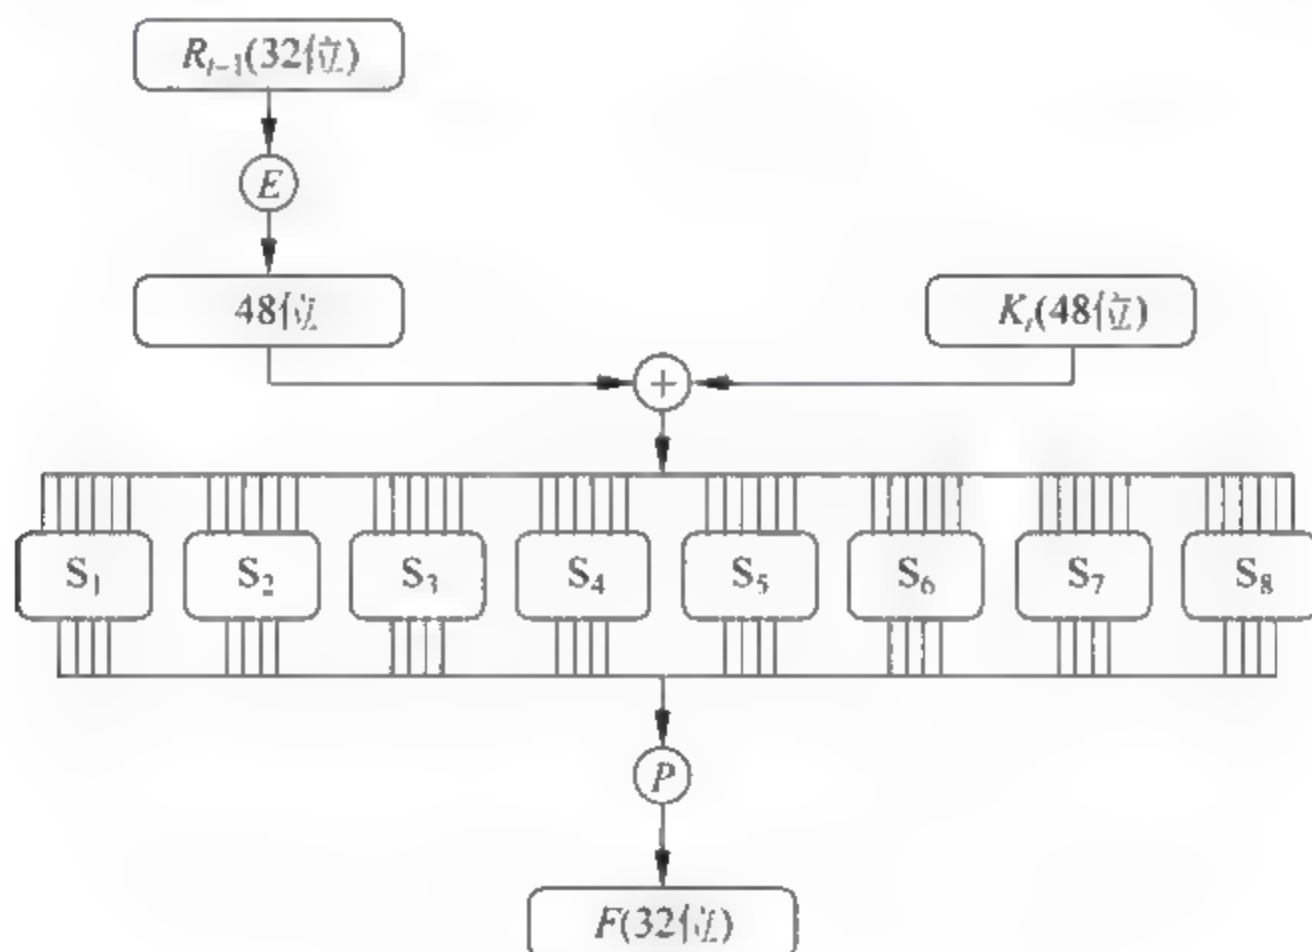 R_{i-1}(32位)
E
48位 K_i(48位)
+
S₁ S₂ S₃ S₄ S₅ S₆ S₇ S₈
P
F(32位)